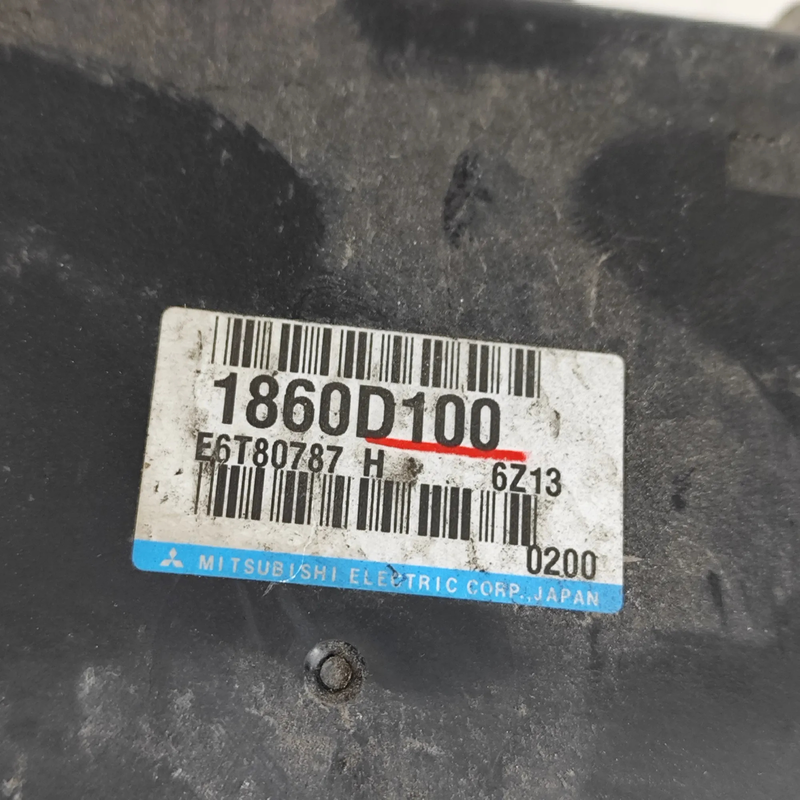 1860D100
E6T80787 H 6Z13
0200
MITSUBISHI ELECTRIC CORP., JAPAN